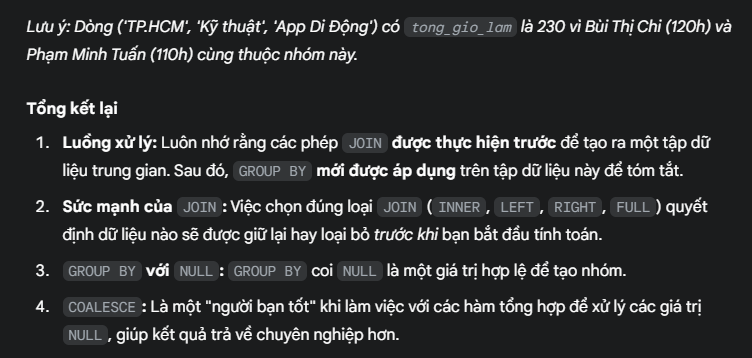 Lưu ý: Dòng ('TP.HCM', 'Kỹ thuật', 'App Di Động') có tong_gio_lam là 230 vì Bùi Thị Chi (120h) và
Phạm Minh Tuấn (110h) cùng thuộc nhóm này.
Tổng kết lại
1. Luồng xử lý: Luôn nhớ rằng các phép JOIN được thực hiện trước để tạo ra một tập dữ
liệu trung gian. Sau đó, GROUP BY mới được áp dụng trên tập dữ liệu này để tóm tắt.
2. Sức mạnh của JOIN: Việc chọn đúng loại JOIN (INNER, LEFT, RIGHT, FULL) quyết
định dữ liệu nào sẽ được giữ lại hay loại bỏ trước khi bạn bắt đầu tính toán.
3. GROUP BY với NULL: GROUP BY coi NULL là một giá trị hợp lệ để tạo nhóm.
4. COALESCE: Là một "người bạn tốt" khi làm việc với các hàm tổng hợp để xử lý các giá trị
NULL, giúp kết quả trả về chuyên nghiệp hơn.